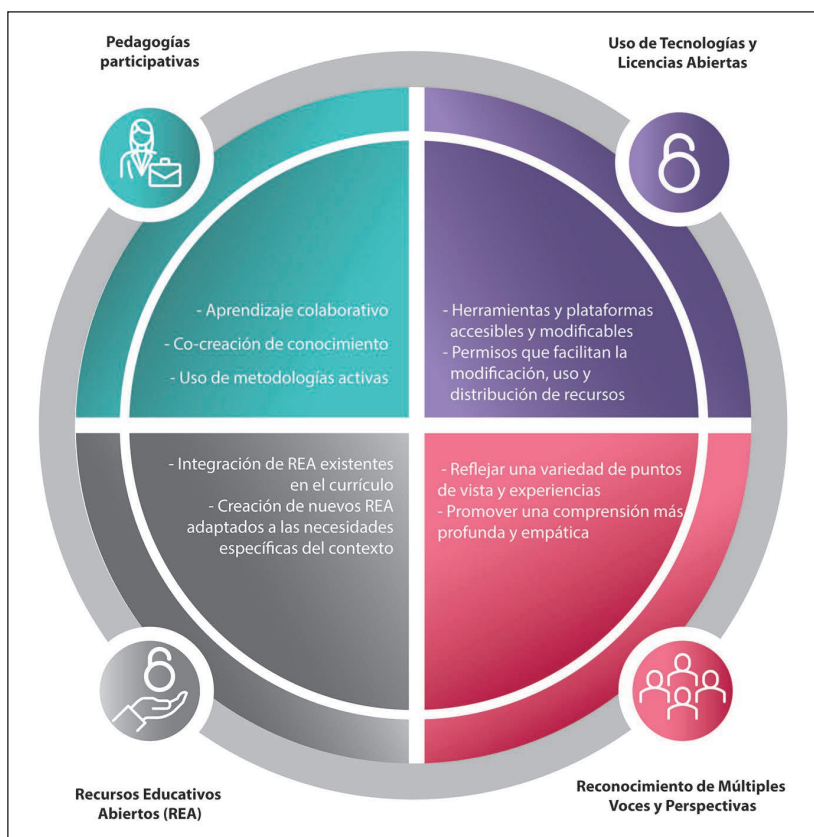 Pedagogías
participativas
Uso de Tecnologías y
Licencias Abiertas
- Aprendizaje colaborativo
- Co-creación de conocimiento
- Uso de metodologías activas
- Herramientas y plataformas
accesibles y modificables
- Permisos que facilitan la
modificación, uso y
distribución de recursos
- Integración de REA existentes
en el currículo
- Creación de nuevos REA
adaptados a las necesidades
específicas del contexto
- Reflejar una variedad de puntos
de vista y experiencias
- Promover una comprensión más
profunda y empática
Recursos Educativos
Abiertos (REA)
Reconocimiento de Múltiples
Voces y Perspectivas